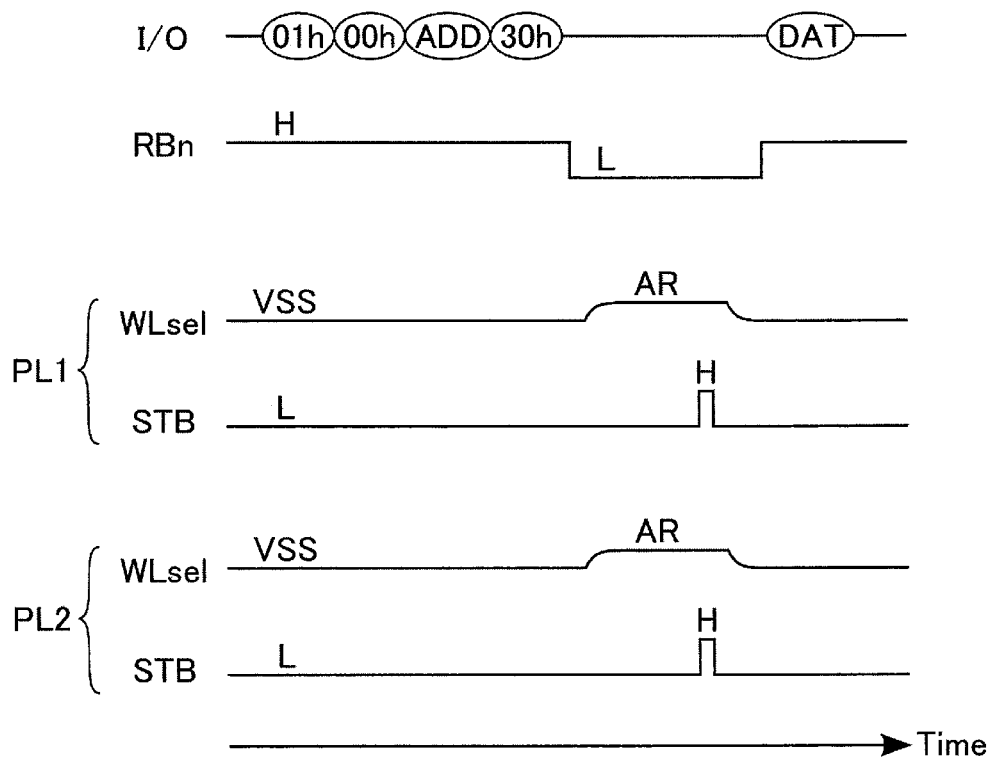 I/O 01h 00h ADD 30h DAT
RBn H L
PL1
WLsel VSS AR
STB L H
PL2
WLsel VSS AR
STB L H
Time